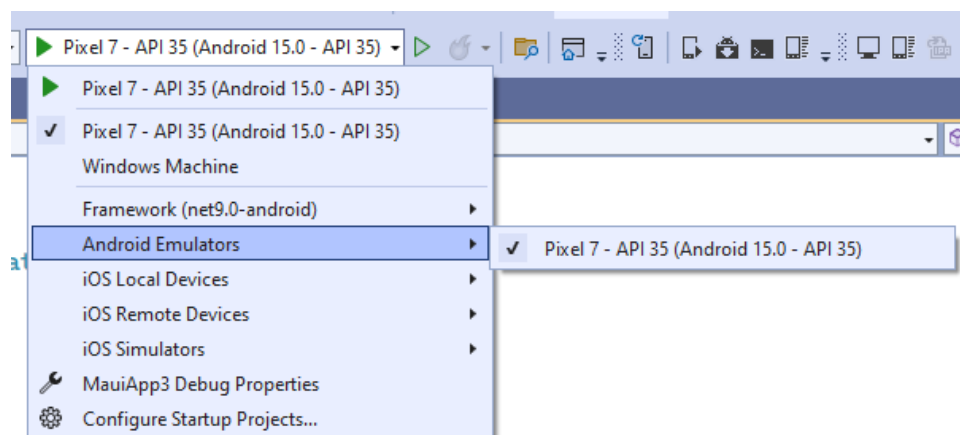 Pixel 7 - API 35 (Android 15.0 - API 35)
Pixel 7 - API 35 (Android 15.0 - API 35)
Pixel 7 - API 35 (Android 15.0 - API 35)
Windows Machine
Framework (net9.0-android)
Android Emulators
Pixel 7 - API 35 (Android 15.0 - API 35)
at
iOS Local Devices
iOS Remote Devices
iOS Simulators
MauiApp3 Debug Properties
Configure Startup Projects...